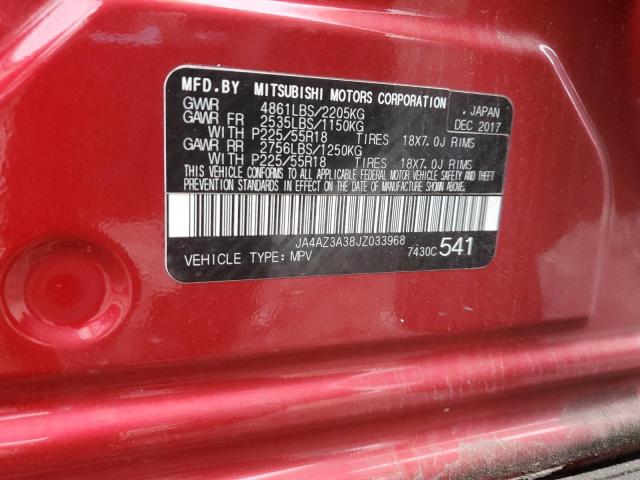 MFD.BY MITSUBISHI MOTORS CORPORATION
GVWR 4861LBS/2205KG , JAPAN
GAWR FR 2535LBS/1150KG DEC 2017
WITH P225/55R18 TIRES 18X7.0J RIMS
GAWR RR 2756LBS/1250KG
WITH P225/55R18 TIRES 18X7.0J RIMS
THIS VEHICLE CONFORMS TO ALL APPLICABLE FEDERAL MOTOR VEHICLE SAFETY AND THEFT
PREVENTION STANDARDS IN EFFECT ON THE DATE OF MANUFACTURE SHOWN ABOVE.
JA4AZ3A38JZ033968
VEHICLE TYPE: MPV 7430C 541